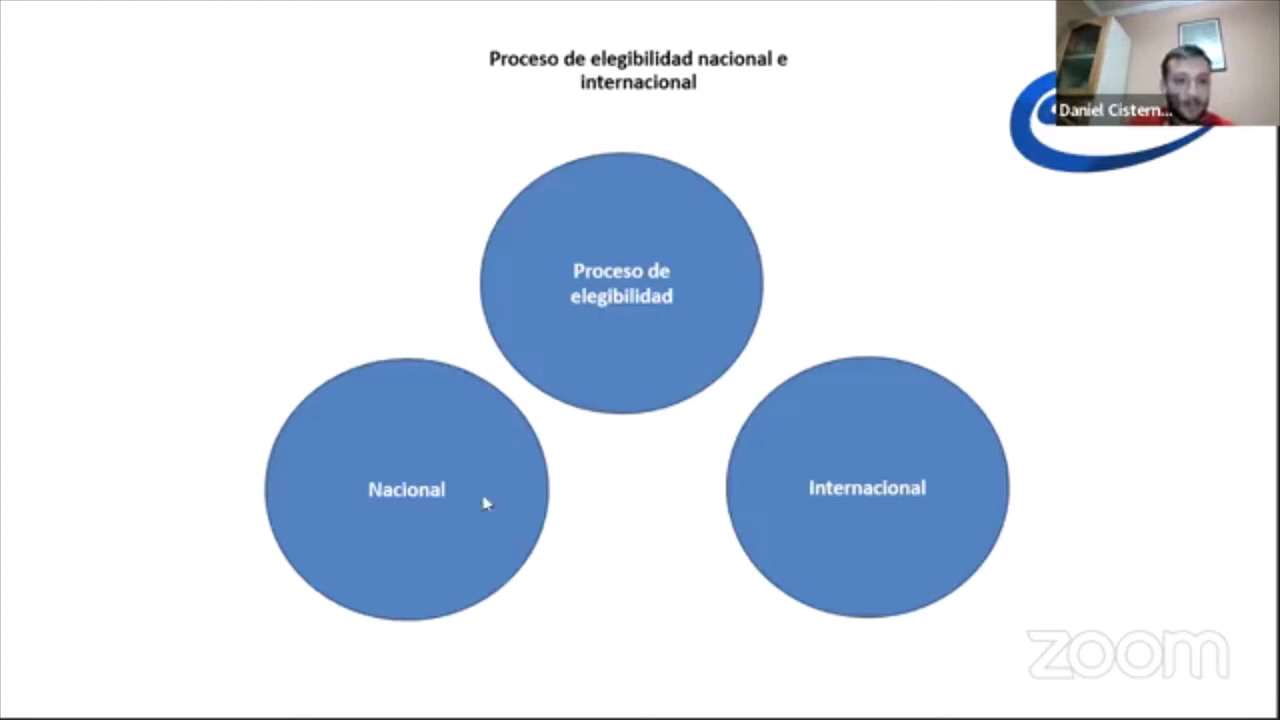 Proceso de elegibilidad nacional e
internacional
Daniel Cistern...
Proceso de
elegibilidad
Nacional
Internacional
zoom